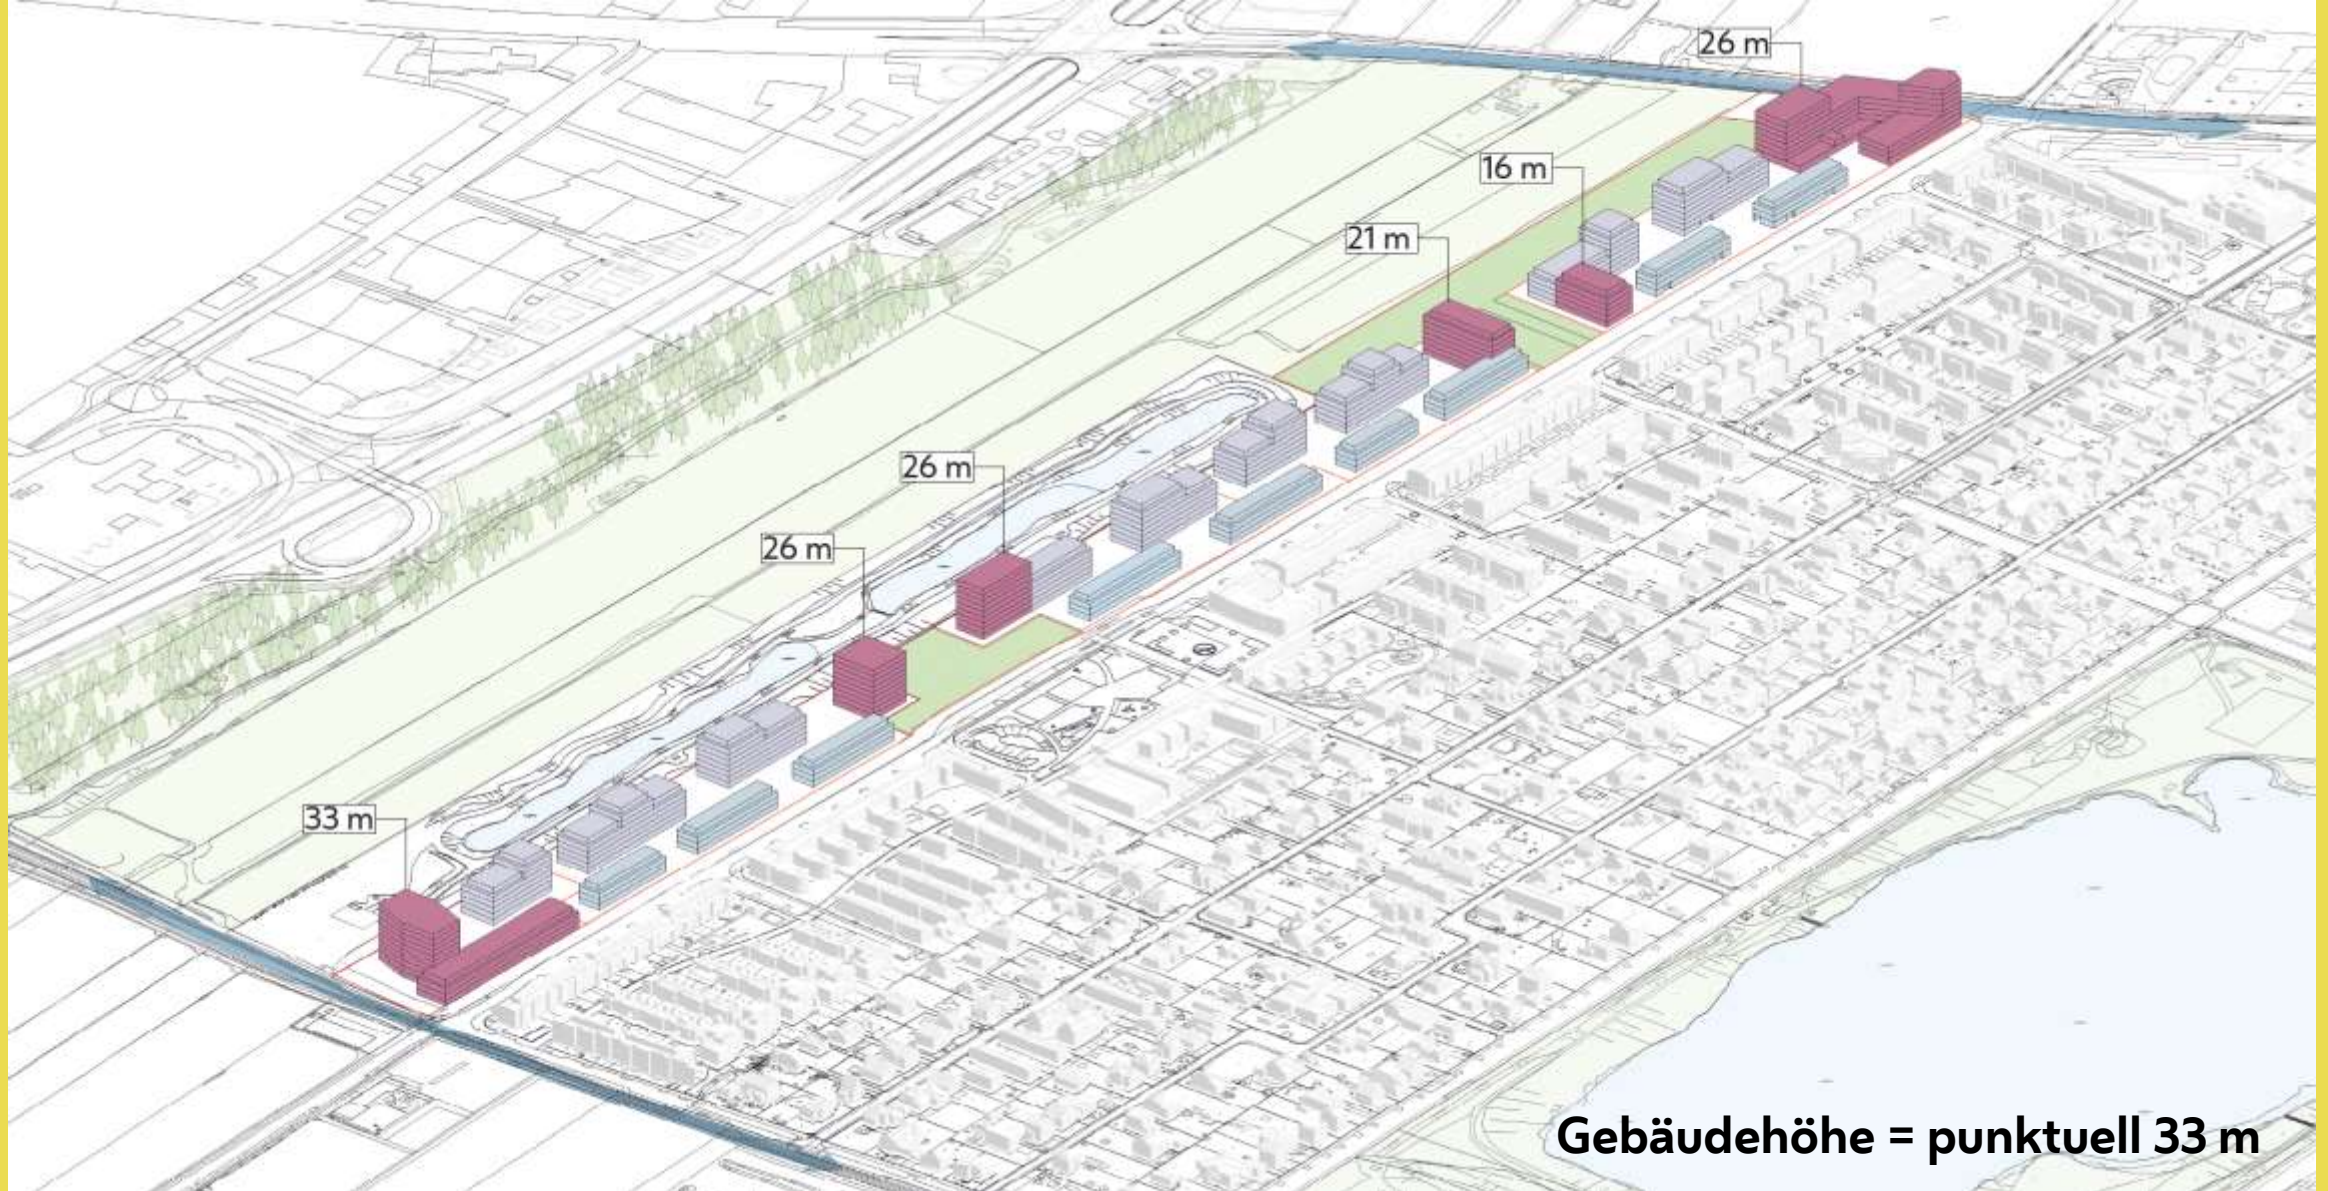 26 m
16 m
21 m
26 m
26 m
33 m
Gebäudehöhe = punktuell 33 m